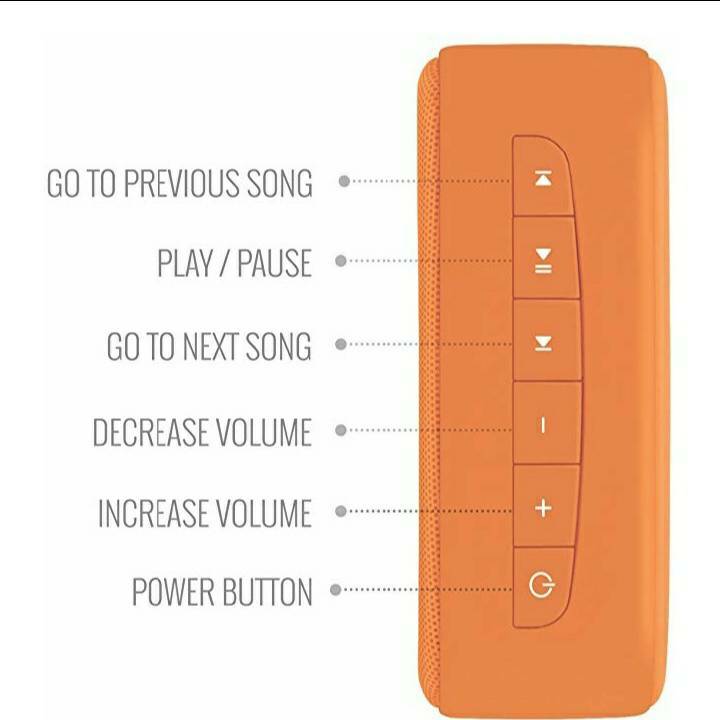 GO TO PREVIOUS SONG
PLAY / PAUSE
GO TO NEXT SONG
DECREASE VOLUME
INCREASE VOLUME
POWER BUTTON